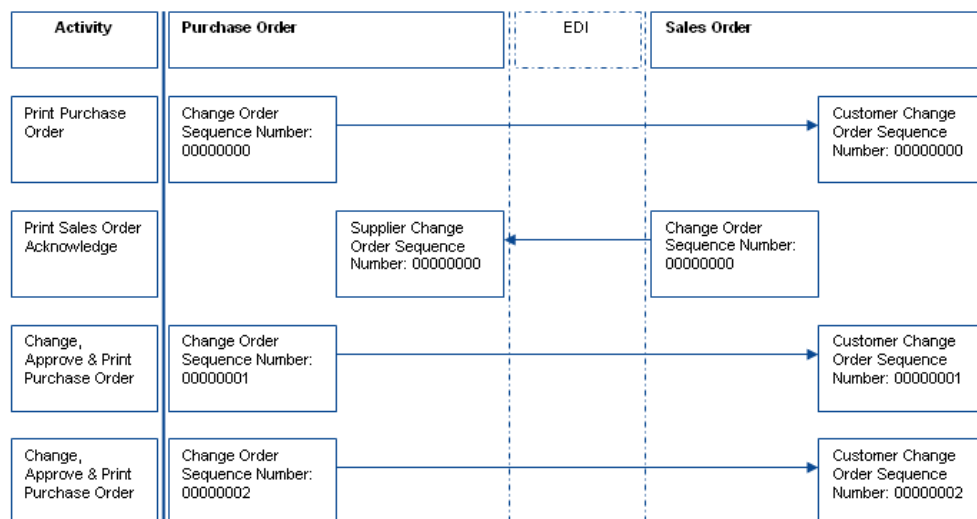 Activity
Purchase Order
EDI
Sales Order
Print Purchase
Order
Change Order
Sequence Number:
00000000
Customer Change
Order Sequence
Number: 00000000
Print Sales Order
Acknowledge
Supplier Change
Order Sequence
Number: 00000000
Change Order
Sequence Number:
00000000
Change,
Approve & Print
Purchase Order
Change Order
Sequence Number:
00000001
Customer Change
Order Sequence
Number: 00000001
Change,
Approve & Print
Purchase Order
Change Order
Sequence Number:
00000002
Customer Change
Order Sequence
Number: 00000002